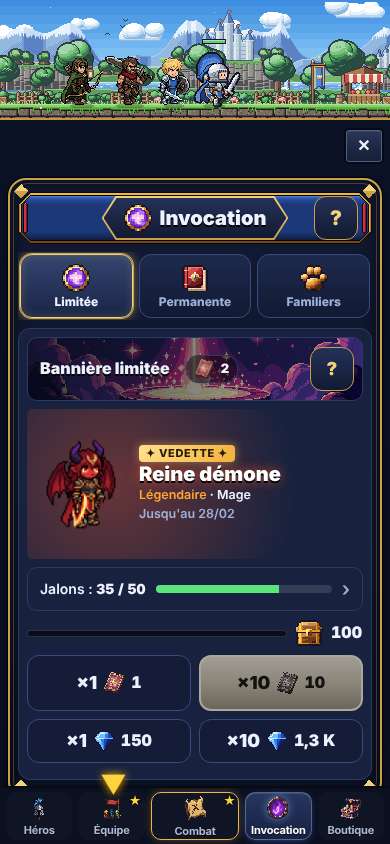 ✕
Invocation
?
Limitée
Permanente
Familiers
Bannière limitée 2
?
✦ VEDETTE ✦
Reine démone
Légendaire · Mage
Jusqu'au 28/02
Jalons : 35 / 50
100
×1 1
×10 10
×1 150
×10 1,3 K
Héros
Équipe
Combat
Invocation
Boutique